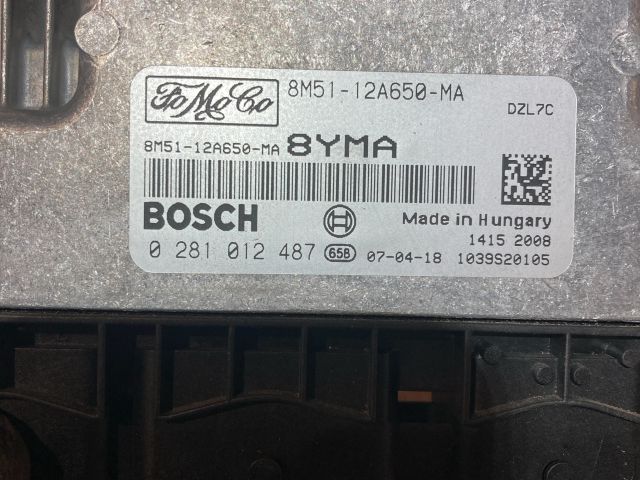 FoMoCo 8M51-12A650-MA
DZL7C
8M51-12A650-MA 8YMA
BOSCH
Made in Hungary
1415 2008
0 281 012 487 658 07-04-18 1039S20105